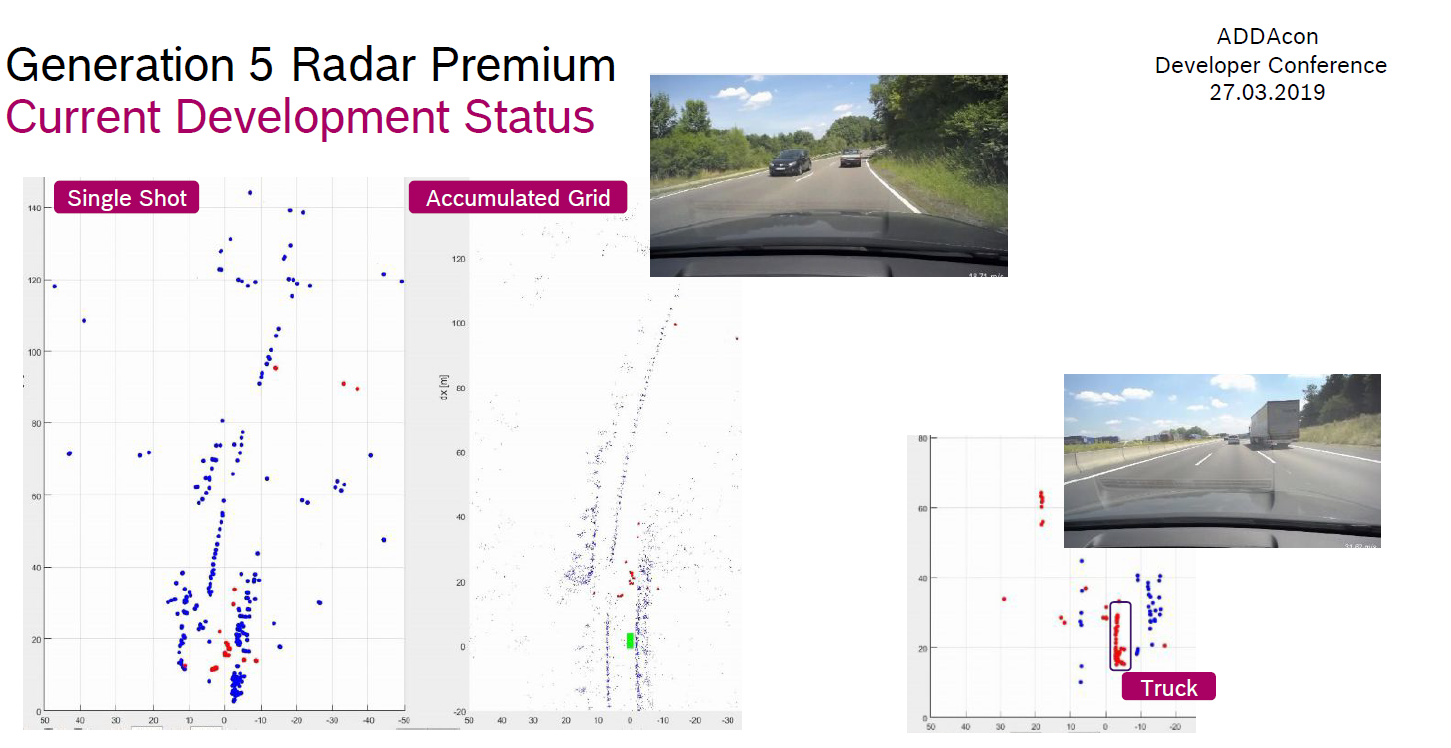 Generation 5 Radar Premium
Current Development Status
ADDAcon
Developer Conference
27.03.2019
Single Shot
140
120
100
80
60
40
20
0
50 40 30 20 10 0 -10 -20 -30 -40 -50
Accumulated Grid
dx [m]
120
100
80
60
40
20
0
-20
50 40 30 20 10 0 -10 -20 -30
80
60
40
20
0
50 40 30 20 10 0 -10 -20
Truck